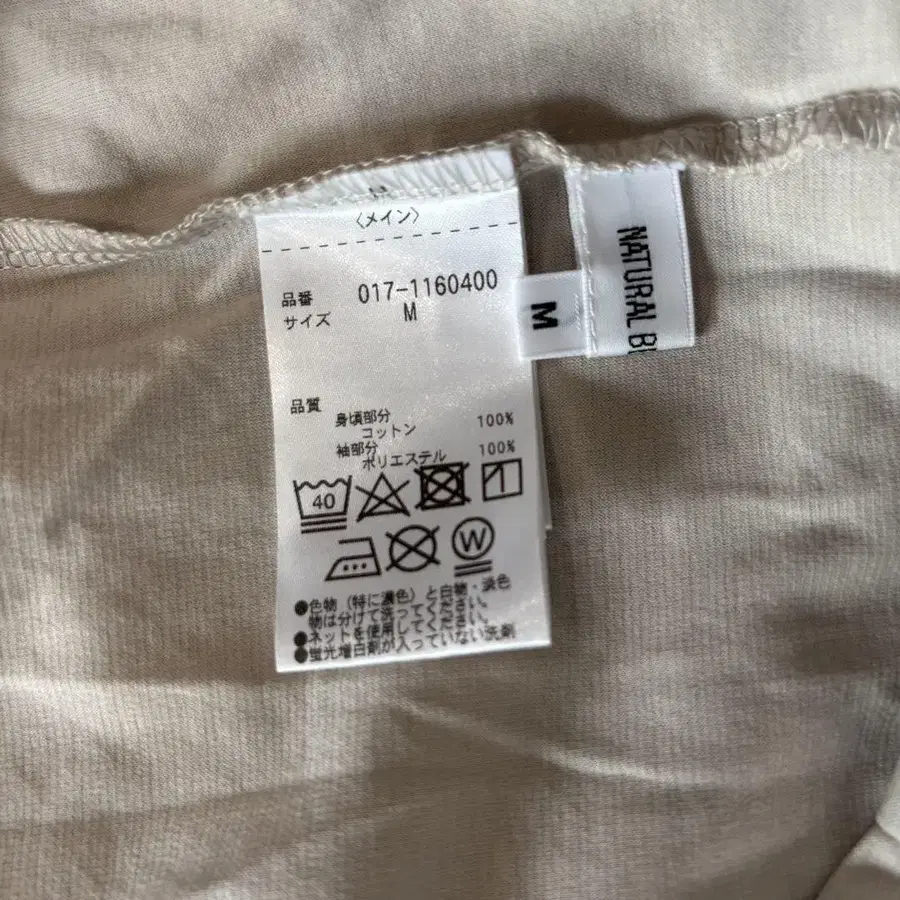 〈メイン〉
品番 017-1160400
サイズ M
品質
身頃部分
コットン 100%
袖部分
ポリエステル 100%
40
W
●色物（特に濃色）と白物・淡色
物は分けて洗ってください。
●ネットを使用してください。
●蛍光増白剤が入っていない洗剤
M
NATURAL